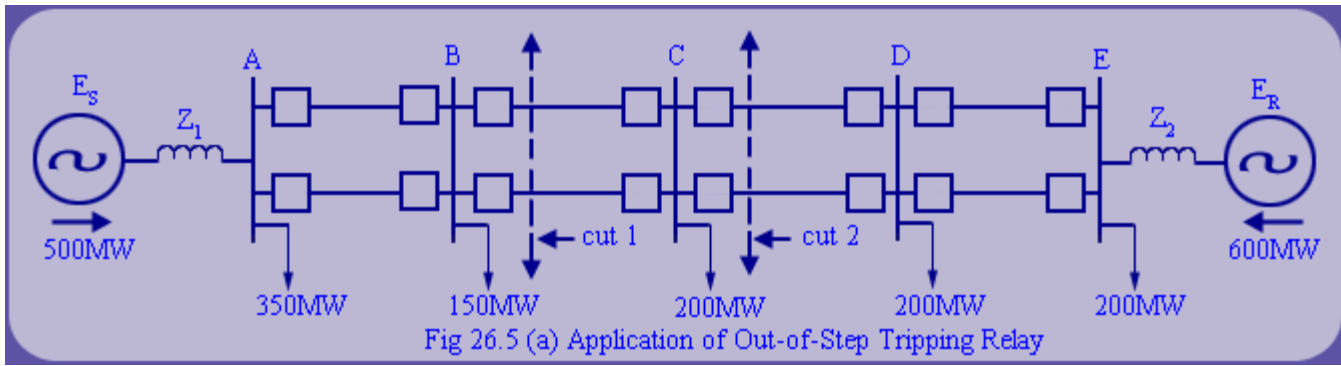 A B C D E
E_S E_R
Z_1 Z_2
cut 1 cut 2
500MW 600MW
350MW 150MW 200MW 200MW 200MW
Fig 26.5 (a) Application of Out-of-Step Tripping Relay